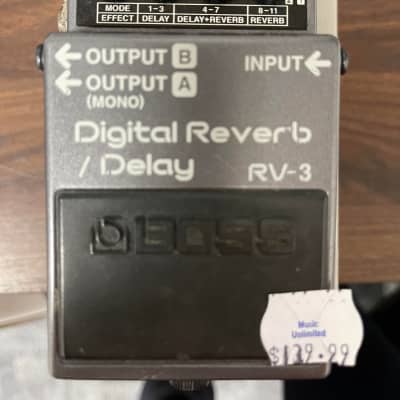 MODE 1-3 4-7 8-11
EFFECT DELAY DELAY+REVERB REVERB
← OUTPUT B INPUT ←
← OUTPUT A
(MONO)
Digital Reverb
/ Delay RV-3
BOSS
Music
Unlimited
$139.99